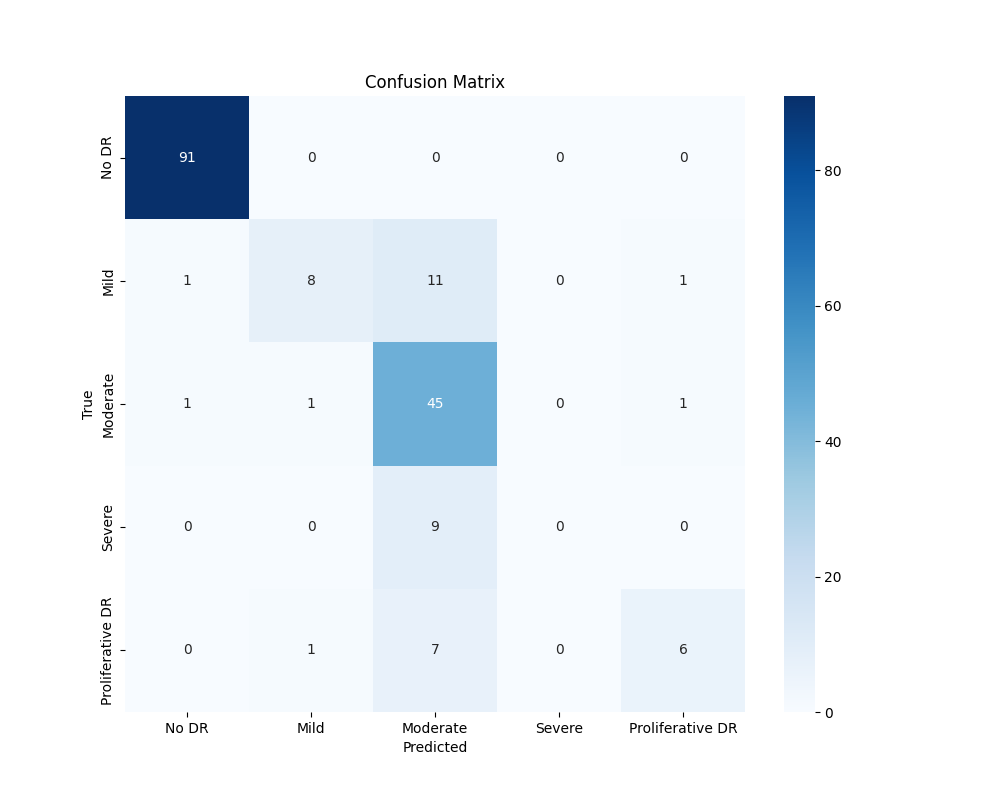 Confusion Matrix
No DR
91 0 0 0 0
Mild
1 8 11 0 1
Moderate
1 1 45 0 1
Severe
0 0 9 0 0
Proliferative DR
0 1 7 0 6
True
No DR Mild Moderate Severe Proliferative DR
Predicted
80
60
40
20
0